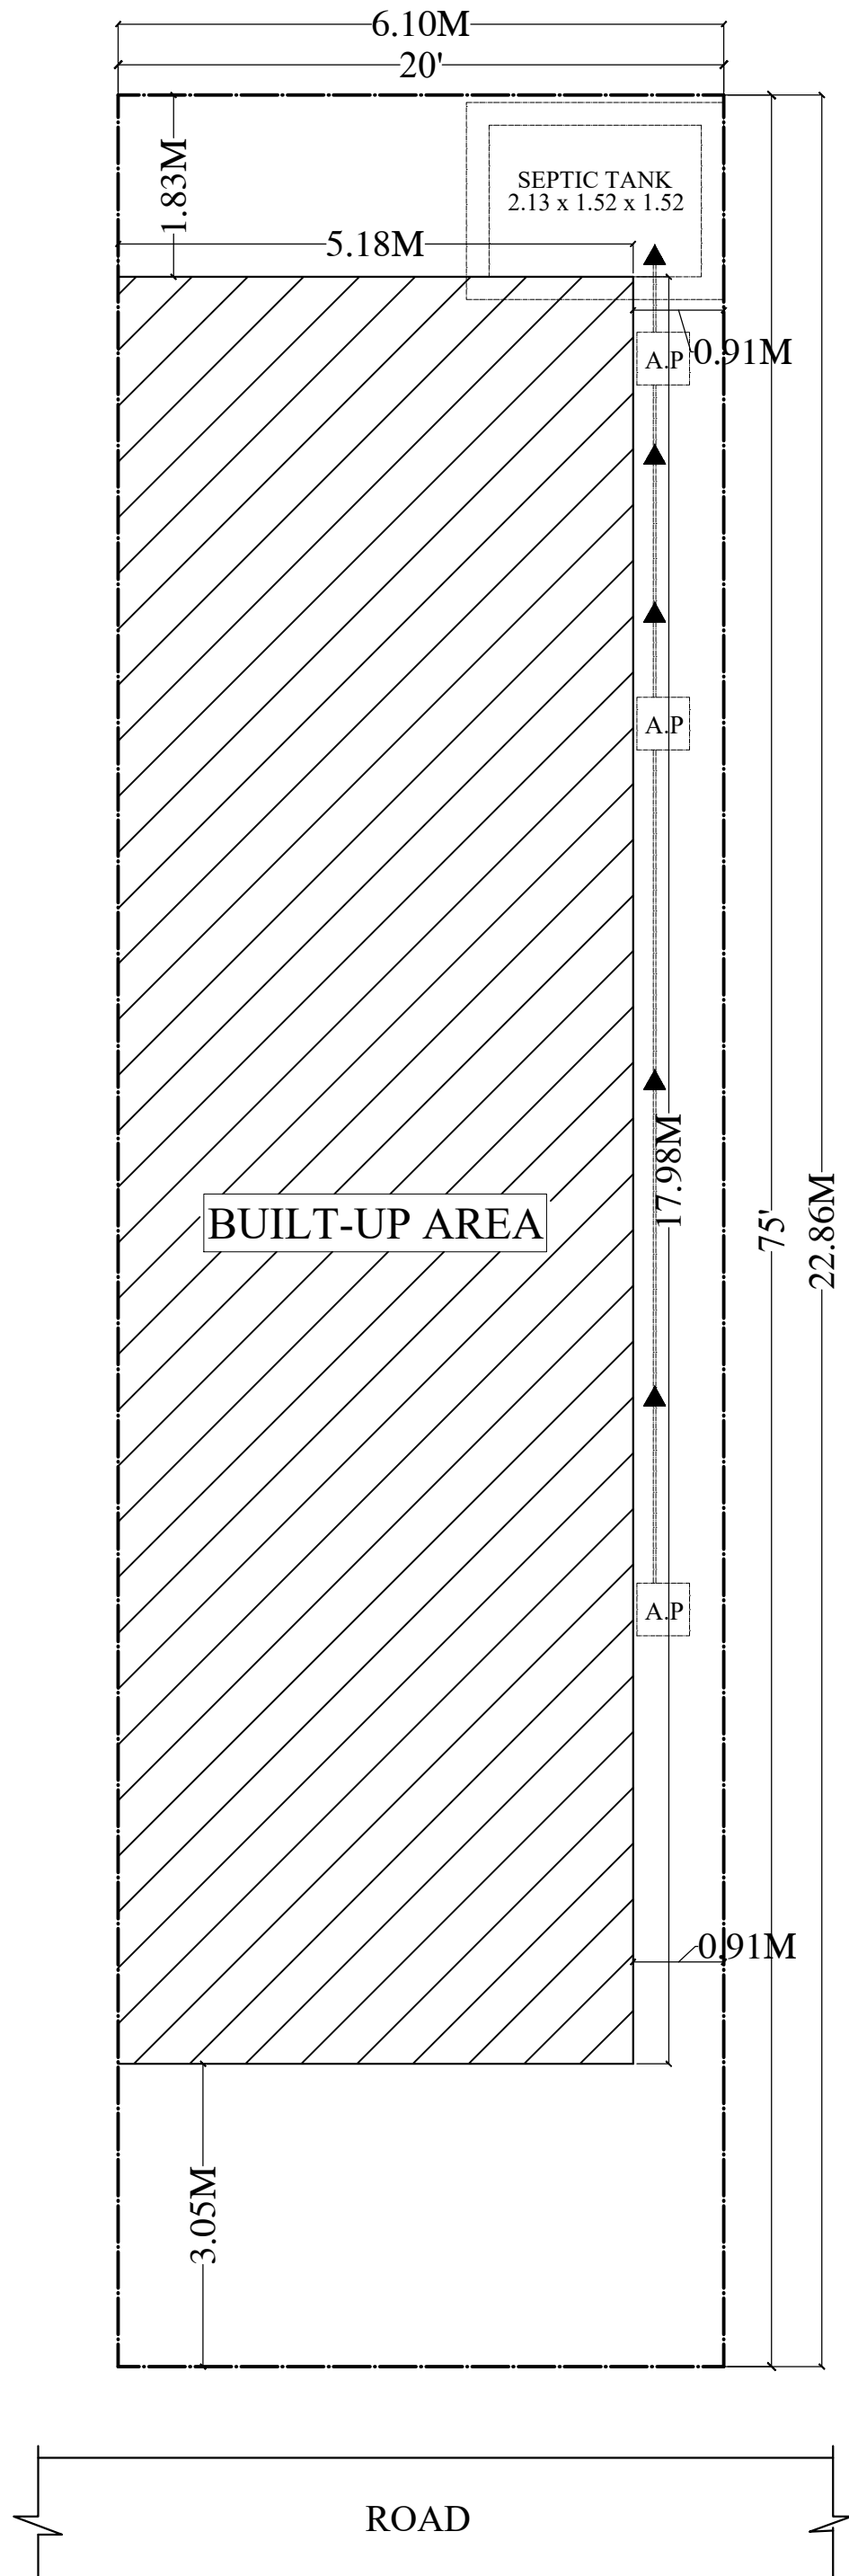 6.10M
20'
1.83M
SEPTIC TANK
2.13 x 1.52 x 1.52
5.18M
0.91M
A.P
A.P
17.98M
75'
22.86M
BUILT-UP AREA
A.P
0.91M
3.05M
ROAD